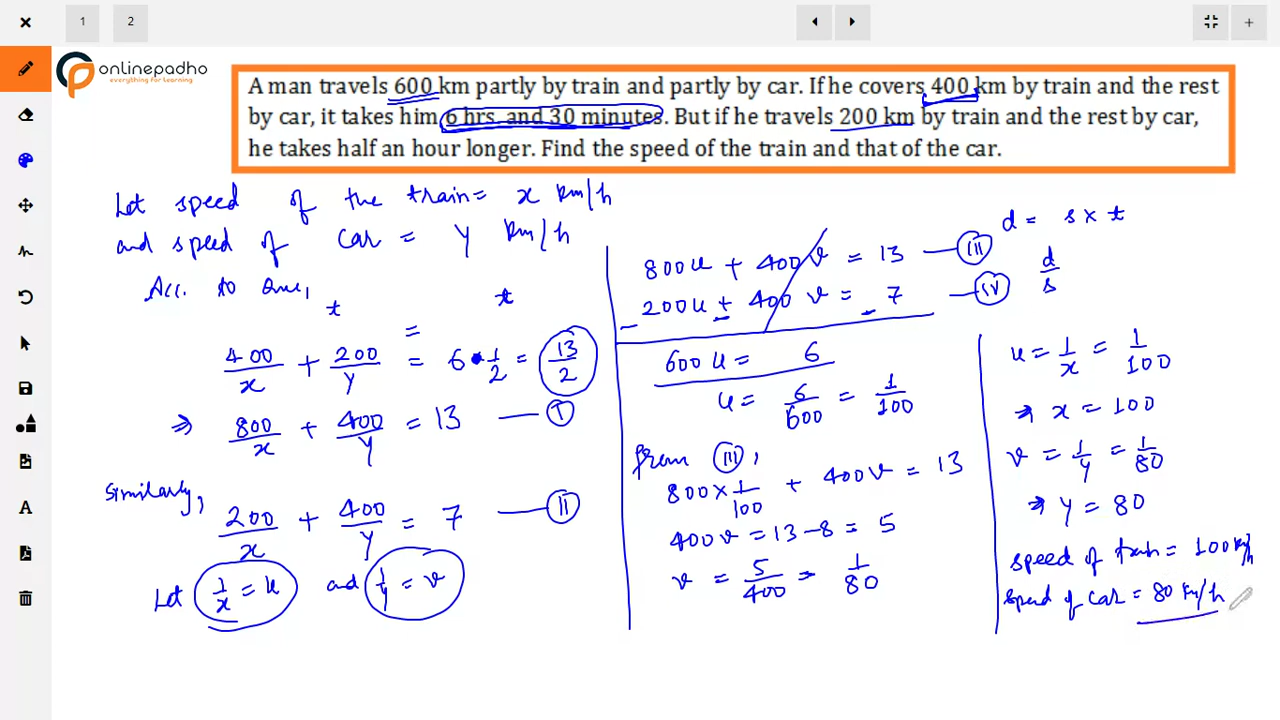 1 2
onlinepadho
everything for learning
A man travels 600 km partly by train and partly by car. If he covers 400 km by train and the rest
by car, it takes him 6 hrs. and 30 minutes. But if he travels 200 km by train and the rest by car,
he takes half an hour longer. Find the speed of the train and that of the car.
Let speed of the train = x km/h
and speed of car = y km/h
Acc. to ques,
t t
=
400/x + 200/y = 6 1/2 = 13/2
⇒ 800/x + 400/y = 13 — I
Similarly,
200/x + 400/y = 7 — II
Let 1/x = u and 1/y = v
800u + 400v = 13 — III
200u + 400v = 7 — IV
600u = 6
u = 6/600 = 1/100
from III,
800 × 1/100 + 400v = 13
400v = 13 - 8 = 5
v = 5/400 = 1/80
d = s × t
d/s
u = 1/x = 1/100
⇒ x = 100
v = 1/y = 1/80
⇒ y = 80
speed of train = 100 km/h
speed of car = 80 km/h
A